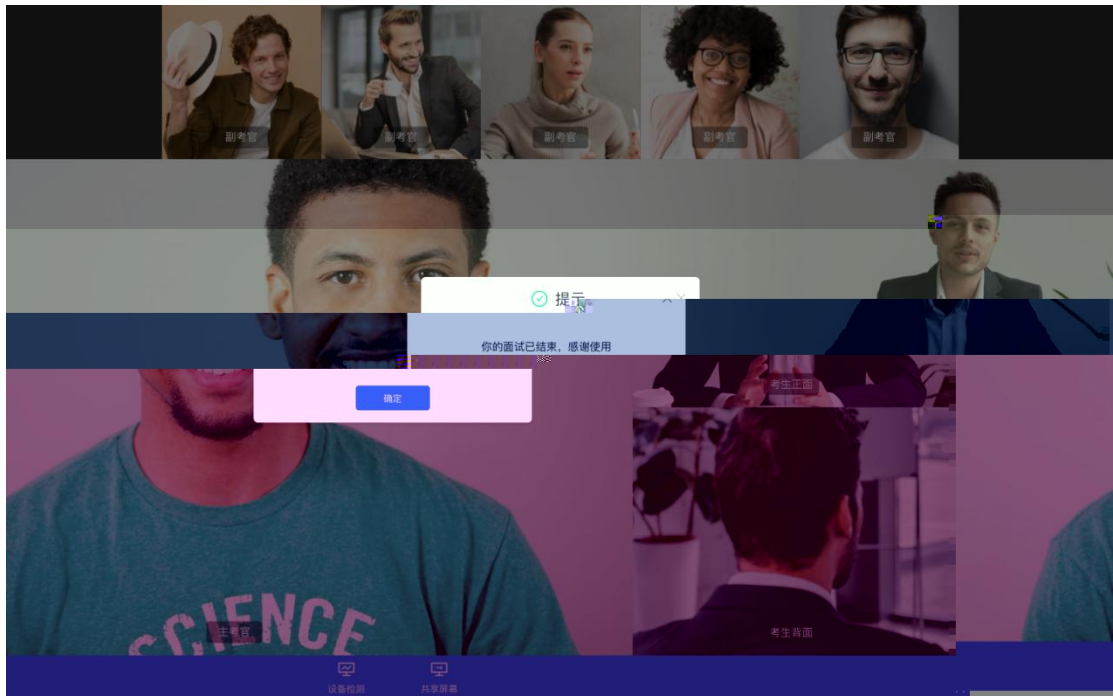 副考官
副考官
副考官
副考官
副考官
提示
你的面试已结束，感谢使用
确定
考生正面
SCIENCE
主考官
考生背面
设备检测
共享屏幕